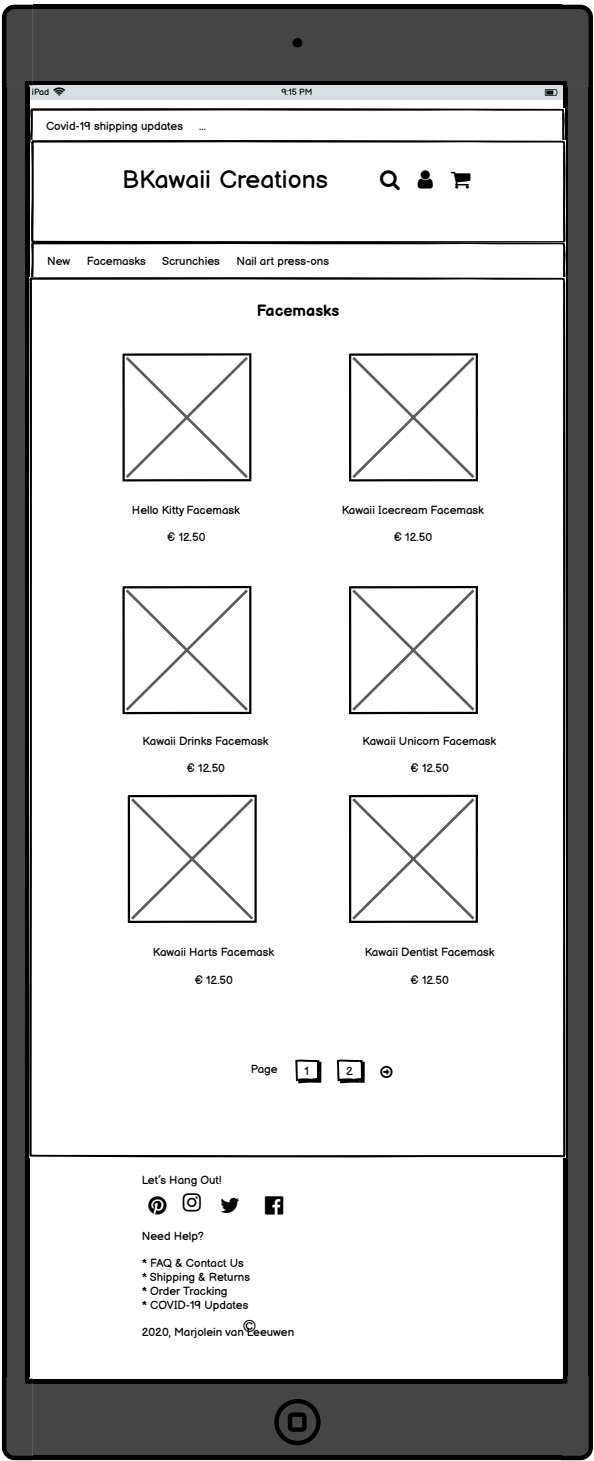 iPad 9:15 PM
Covid-19 shipping updates ...
BKawaii Creations
New Facemasks Scrunchies Nail art press-ons
Facemasks
Hello Kitty Facemask Kawaii Icecream Facemask
€ 12.50 € 12.50
Kawaii Drinks Facemask Kawaii Unicorn Facemask
€ 12.50 € 12.50
Kawaii Harts Facemask Kawaii Dentist Facemask
€ 12.50 € 12.50
Page 1 2
Let's Hang Out!
Need Help?
* FAQ & Contact Us
* Shipping & Returns
* Order Tracking
* COVID-19 Updates
©
2020, Marjolein van Leeuwen